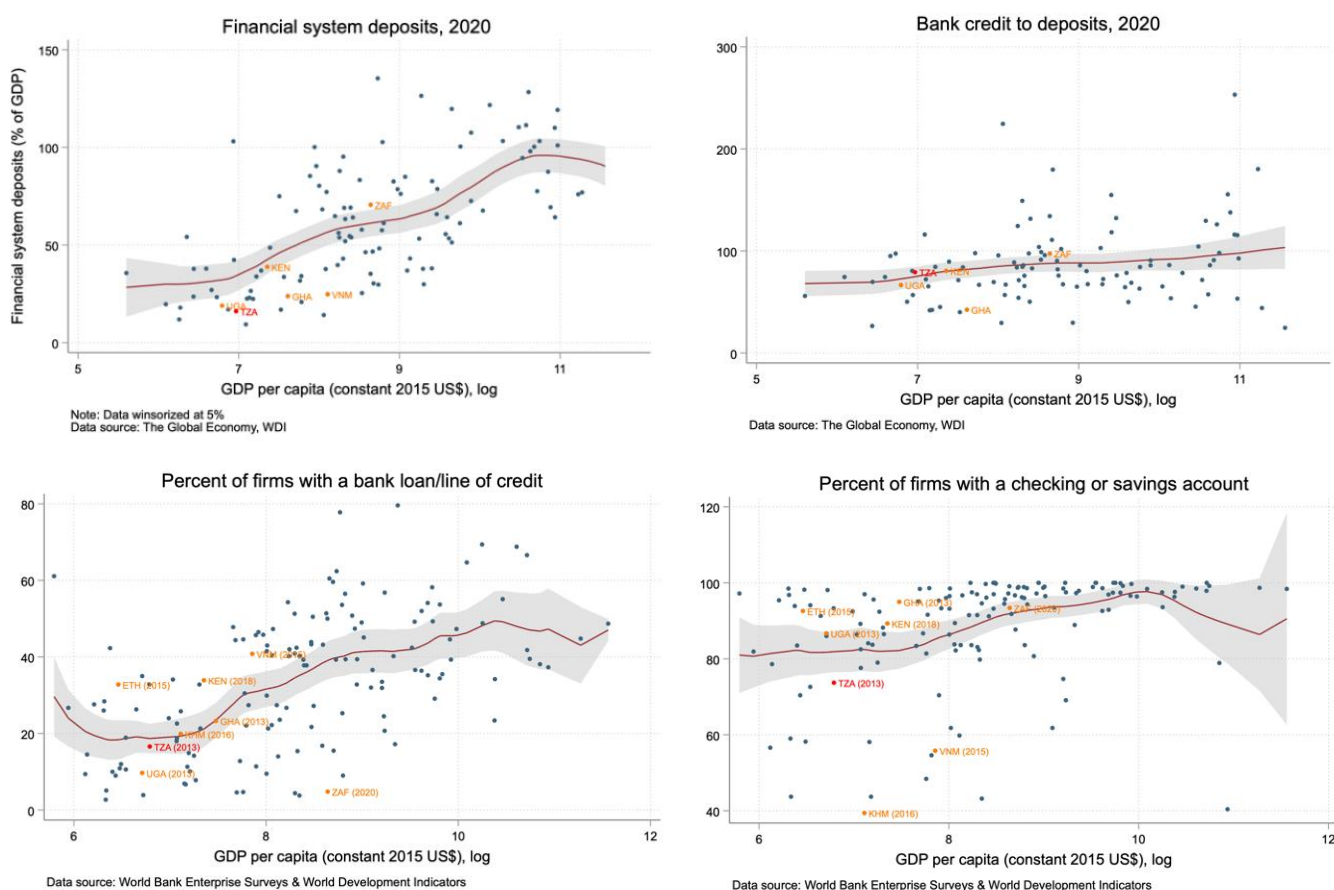 Financial system deposits, 2020
Financial system deposits (% of GDP)
150
100
50
0
ZAF
KEN
GHA
VNM
UGA
TZA
5
7
9
11
GDP per capita (constant 2015 US$), log
Note: Data winsorized at 5%
Data source: The Global Economy, WDI
Bank credit to deposits, 2020
300
200
100
0
ZAF
TZA
KEN
UGA
GHA
5
7
9
11
GDP per capita (constant 2015 US$), log
Data source: The Global Economy, WDI
Percent of firms with a bank loan/line of credit
80
60
40
20
0
VNM (2015)
ETH (2015)
KEN (2018)
GHA (2013)
KHM (2016)
TZA (2013)
UGA (2013)
ZAF (2020)
6
8
10
12
GDP per capita (constant 2015 US$), log
Data source: World Bank Enterprise Surveys & World Development Indicators
Percent of firms with a checking or savings account
120
100
80
60
40
ETH (2015)
GHA (2013)
ZAF (2020)
KEN (2018)
UGA (2013)
TZA (2013)
VNM (2015)
KHM (2016)
6
8
10
12
GDP per capita (constant 2015 US$), log
Data source: World Bank Enterprise Surveys & World Development Indicators